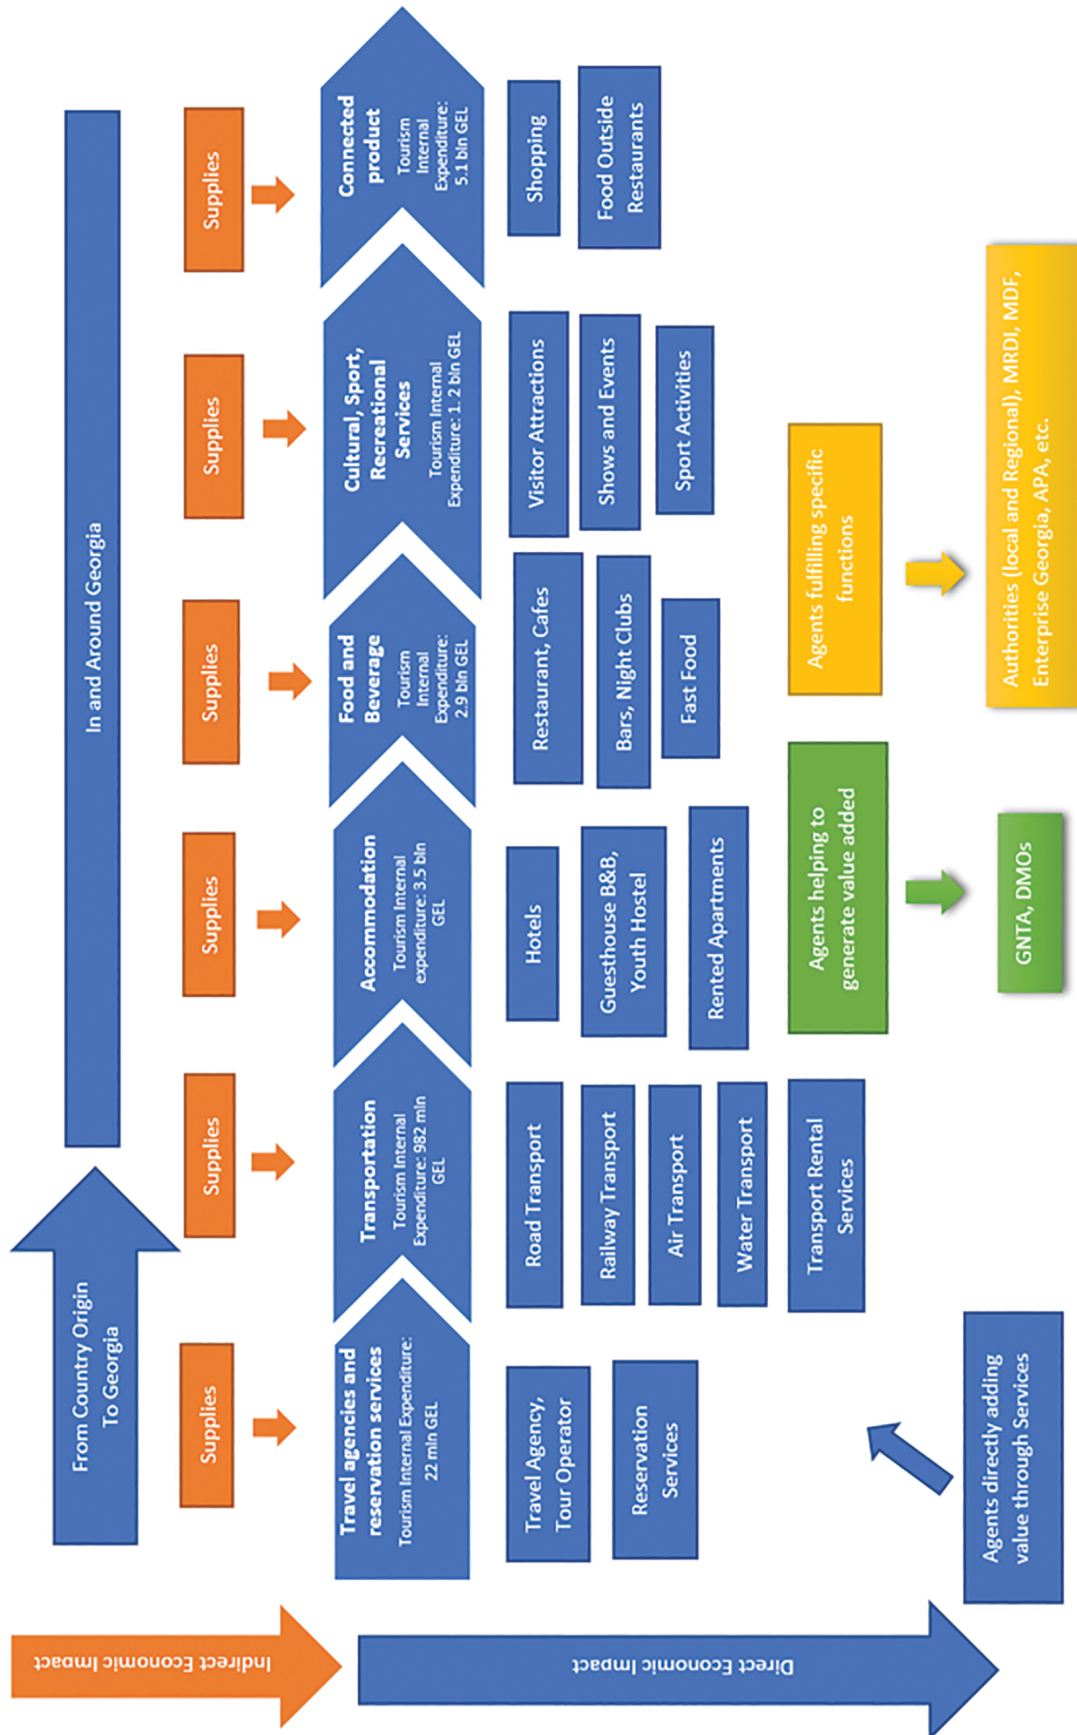 From Country Origin
To Georgia
In and Around Georgia
Indirect Economic Impact
Supplies
Supplies
Supplies
Supplies
Supplies
Supplies
Direct Economic Impact
Travel agencies and
reservation services
Tourism Internal Expenditure:
22 mln GEL
Transportation
Tourism Internal
Expenditure: 982 mln
GEL
Accommodation
Tourism Internal
expenditure: 3.5 bln
GEL
Food and
Beverage
Tourism
Internal
Expenditure:
2.9 bln GEL
Cultural, Sport,
Recreational
Services
Tourism Internal
Expenditure: 1. 2 bln GEL
Connected
product
Tourism
Internal
Expenditure:
5.1 bln GEL
Travel Agency,
Tour Operator
Reservation
Services
Road Transport
Railway Transport
Air Transport
Water Transport
Transport Rental
Services
Hotels
Guesthouse B&B,
Youth Hostel
Rented Apartments
Restaurant, Cafes
Bars, Night Clubs
Fast Food
Visitor Attractions
Shows and Events
Sport Activities
Shopping
Food Outside
Restaurants
Agents directly adding
value through Services
Agents helping to
generate value added
GNTA, DMOs
Agents fulfilling specific
functions
Authorities (local and Regional), MRDI, MDF,
Enterprise Georgia, APA, etc.